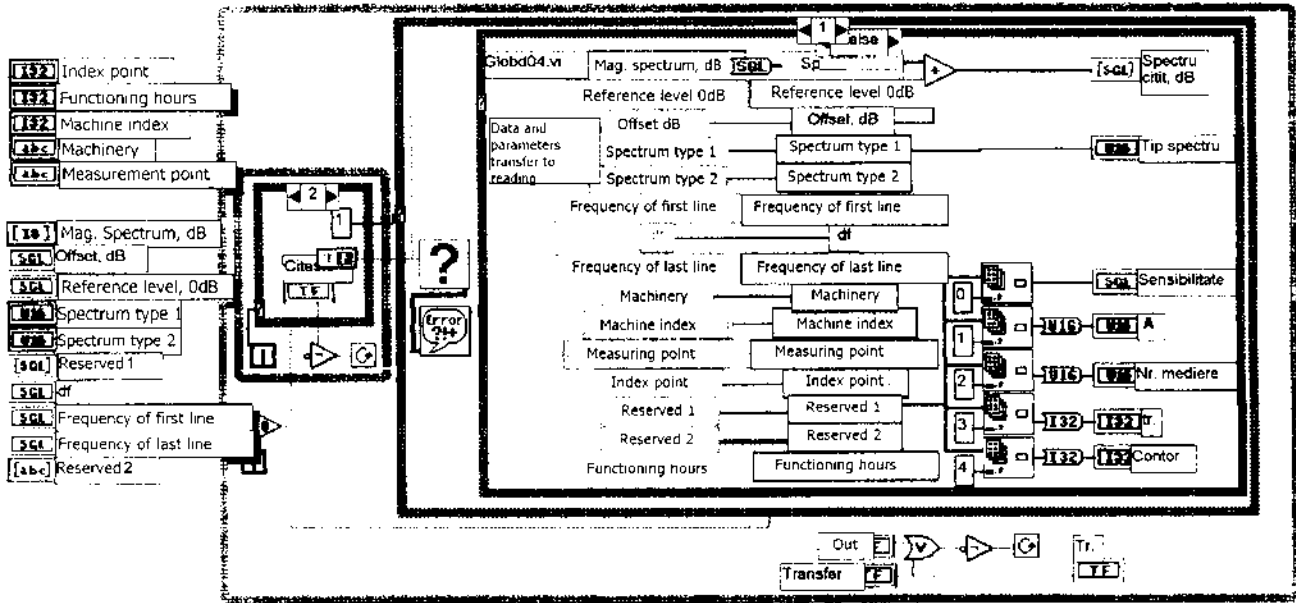 I32 Index point
I32 Functioning hours
I32 Machine index
abc Machinery
abc Measurement point
[I8] Mag. Spectrum, dB
SGL Offset, dB
SGL Reference level, 0dB
U16 Spectrum type 1
U16 Spectrum type 2
[SGL] Reserved 1
SGL df
SGL Frequency of first line
SGL Frequency of last line
[abc] Reserved 2
2
1
TF
?
Error
?!++
1
Globd04.vi
Mag. spectrum, dB
SGL
Reference level 0dB
Reference level 0dB
Offset dB
Offset, dB
Data and
parameters
transfer to
reading
Spectrum type 1
Spectrum type 1
Spectrum type 2
Spectrum type 2
Frequency of first line
Frequency of first line
df
Frequency of last line
Frequency of last line
Machinery
Machinery
Machine index
Machine index
Measuring point
Measuring point
Index point
Index point
Reserved 1
Reserved 1
Reserved 2
Reserved 2
Functioning hours
Functioning hours
[SGL] Spectru
citit, dB
U16 Tip spectru
0
SGL Sensibilitate
1
U16 U16 A
2
U16 U16 Nr. mediere
3
I32 I32 tr.
4
I32 I32 Contor
Out
V
Tr.
TF
Transfer